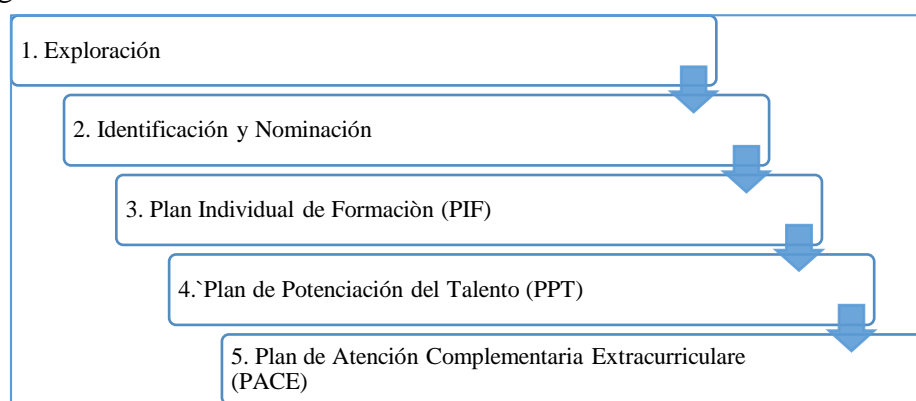 1. Exploración
2. Identificación y Nominación
3. Plan Individual de Formaciòn (PIF)
4.`Plan de Potenciación del Talento (PPT)
5. Plan de Atención Complementaria Extracurriculare
(PACE)